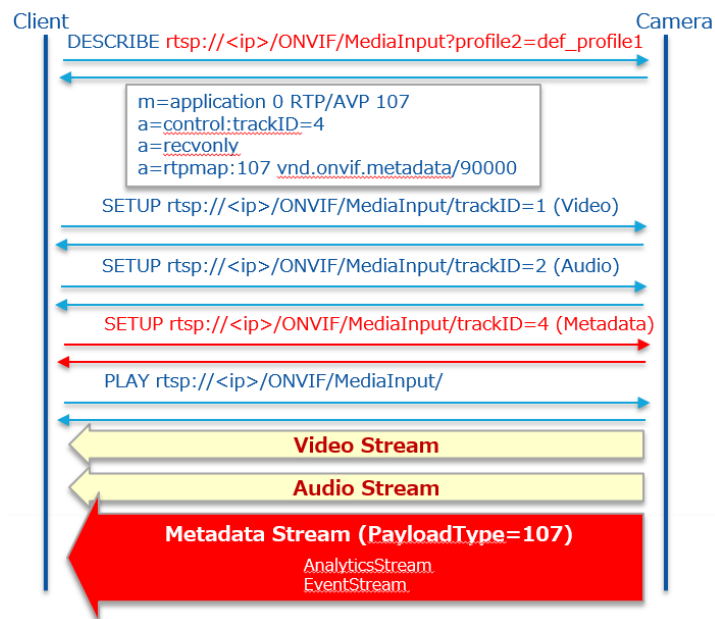 Client
Camera
DESCRIBE rtsp://<ip>/ONVIF/MediaInput?profile2=def_profile1
m=application 0 RTP/AVP 107
a=control:trackID=4
a=recvonly
a=rtpmap:107 vnd.onvif.metadata/90000
SETUP rtsp://<ip>/ONVIF/MediaInput/trackID=1 (Video)
SETUP rtsp://<ip>/ONVIF/MediaInput/trackID=2 (Audio)
SETUP rtsp://<ip>/ONVIF/MediaInput/trackID=4 (Metadata)
PLAY rtsp://<ip>/ONVIF/MediaInput/
Video Stream
Audio Stream
Metadata Stream (PayloadType=107)
AnalyticsStream
EventStream